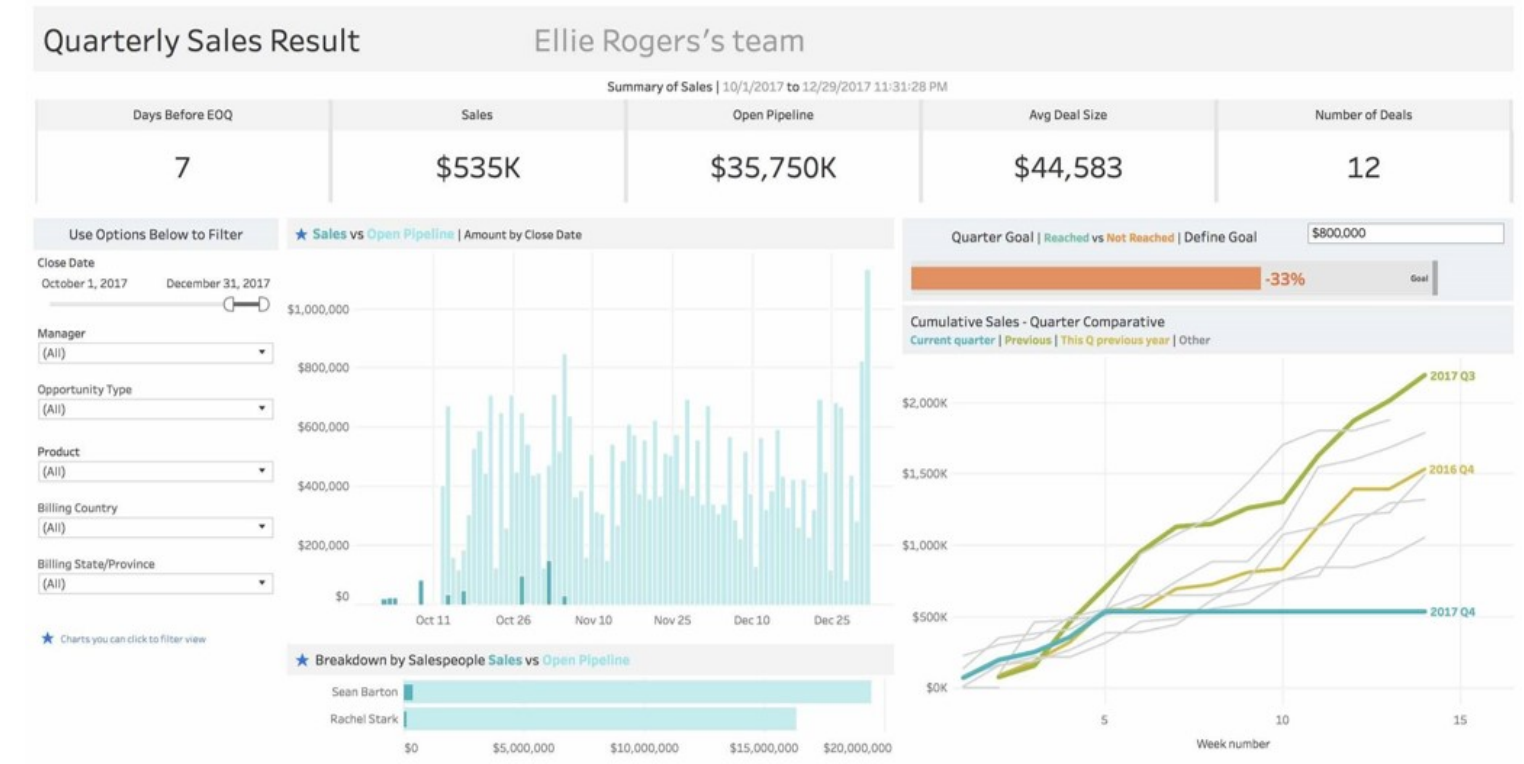 Quarterly Sales Result
Ellie Rogers's team
Summary of Sales | 10/1/2017 to 12/29/2017 11:31:28 PM
Days Before EOQ
7
Sales
$535K
Open Pipeline
$35,750K
Avg Deal Size
$44,583
Number of Deals
12
Use Options Below to Filter
Close Date
October 1, 2017 December 31, 2017
Manager
(All)
Opportunity Type
(All)
Product
(All)
Billing Country
(All)
Billing State/Province
(All)
Charts you can click to filter view
Sales vs Open Pipeline | Amount by Close Date
$1,000,000
$800,000
$600,000
$400,000
$200,000
$0
Oct 11 Oct 26 Nov 10 Nov 25 Dec 10 Dec 25
Breakdown by Salespeople Sales vs Open Pipeline
Sean Barton
Rachel Stark
$0 $5,000,000 $10,000,000 $15,000,000 $20,000,000
Quarter Goal | Reached vs Not Reached | Define Goal
$800,000
-33%
Goal
Cumulative Sales - Quarter Comparative
Current quarter | Previous | This Q previous year | Other
$2,000K
$1,500K
$1,000K
$500K
$0K
2017 Q3
2016 Q4
2017 Q4
5 10 15
Week number